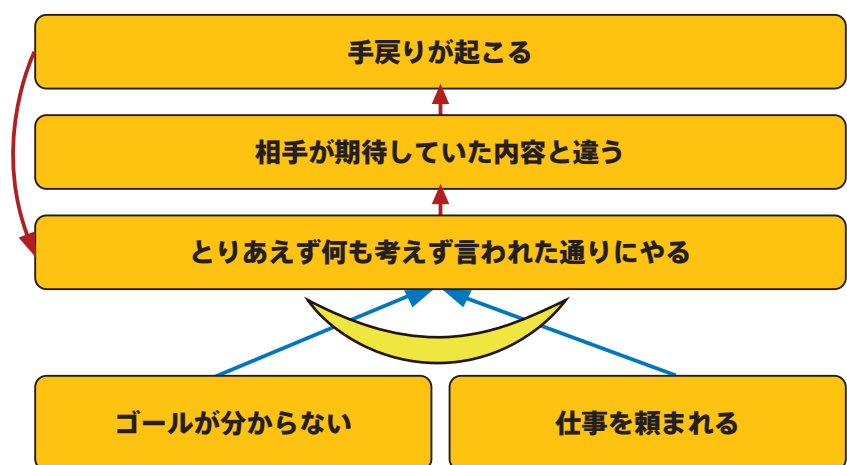 手戻りが起こる
相手が期待していた内容と違う
とりあえず何も考えず言われた通りにやる
ゴールが分からない
仕事を頼まれる